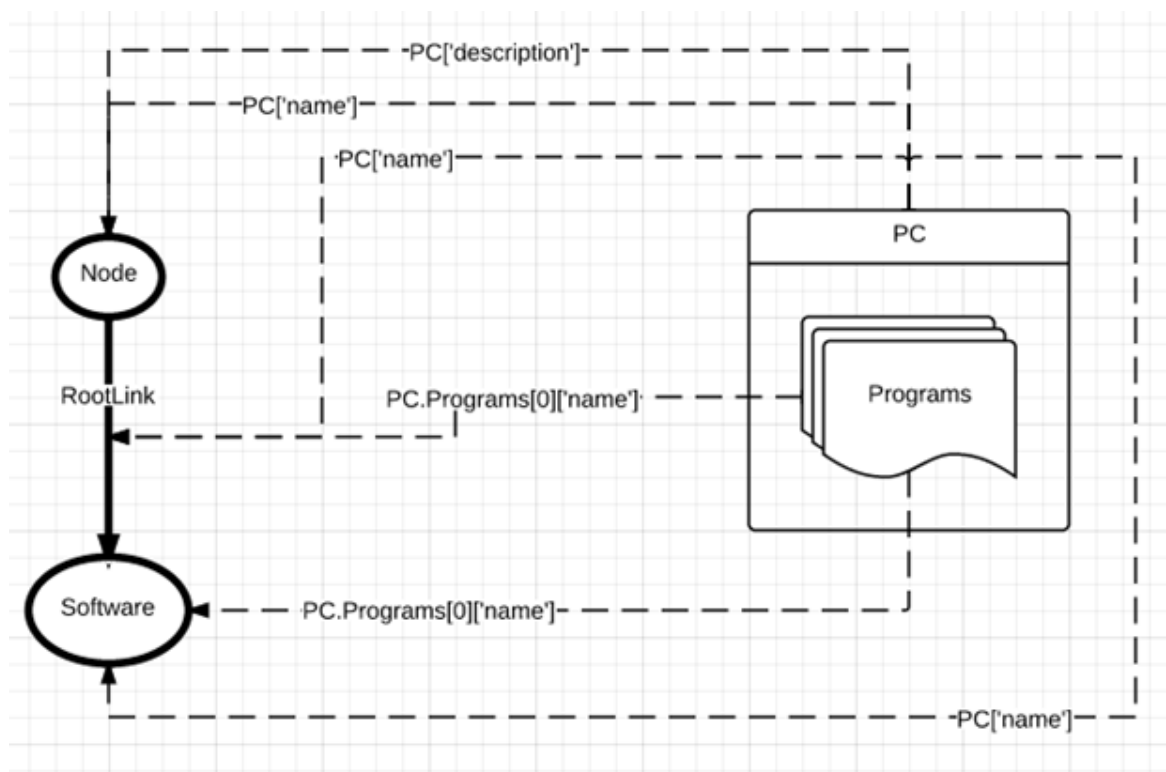 PC['description']
PC['name']
PC['name']
PC
Node
RootLink
PC.Programs[0]['name']
Programs
Software
PC.Programs[0]['name']
PC['name']